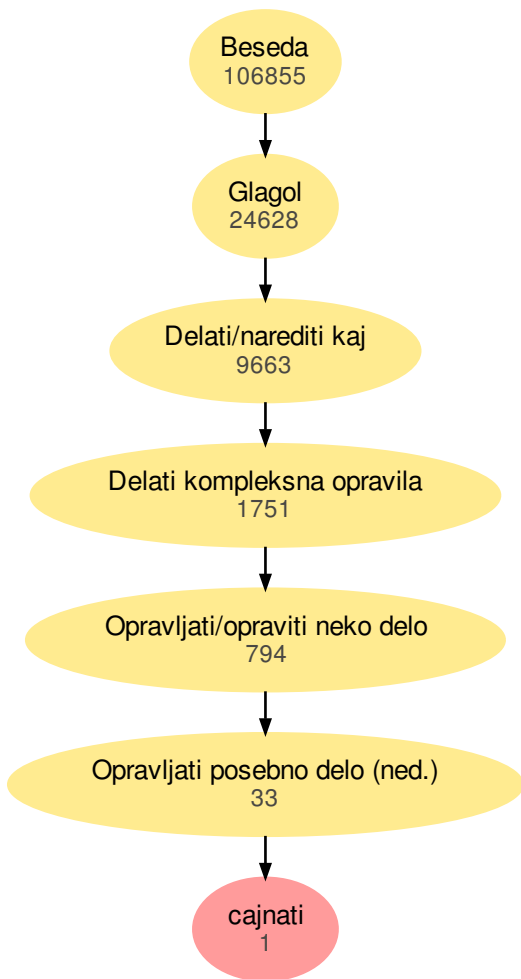 Beseda
106855
Glagol
24628
Delati/narediti kaj
9663
Delati kompleksna opravila
1751
Opravljati/opraviti neko delo
794
Opravljati posebno delo (ned.)
33
cajnati
1